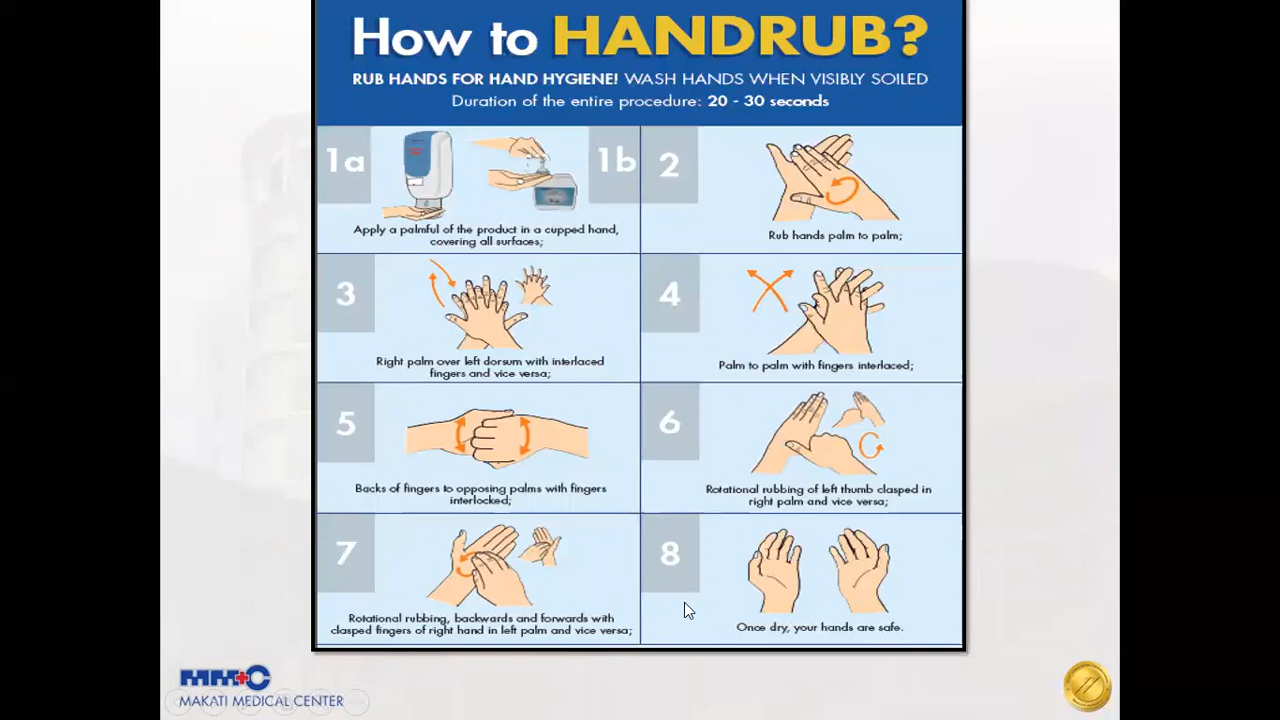 How to HANDRUB?
RUB HANDS FOR HAND HYGIENE! WASH HANDS WHEN VISIBLY SOILED
Duration of the entire procedure: 20 - 30 seconds
1a
1b
Apply a palmful of the product in a cupped hand,
covering all surfaces;
2
Rub hands palm to palm;
3
Right palm over left dorsum with interlaced
fingers and vice versa;
4
Palm to palm with fingers interlaced;
5
Backs of fingers to opposing palms with fingers
interlocked;
6
Rotational rubbing of left thumb clasped in
right palm and vice versa;
7
Rotational rubbing, backwards and forwards with
clasped fingers of right hand in left palm and vice versa;
8
Once dry, your hands are safe.
MMC
MAKATI MEDICAL CENTER